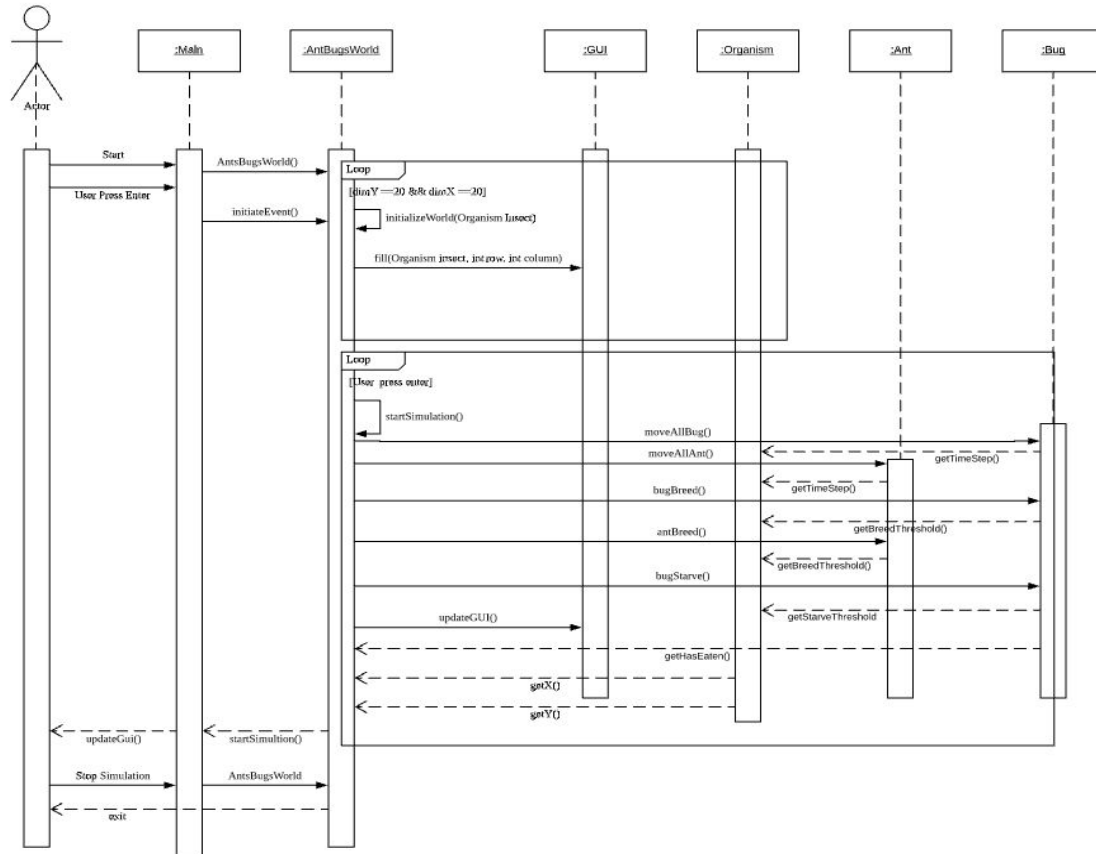 :Main
:AntBugsWorld
:GUI
:Organism
:Ant
:Bug
Actor
Start
AntsBugsWorld()
Loop
[dimY ==20 && dimX ==20]
User Press Enter
initiateEvent()
initializeWorld(Organism Insect)
fill(Organism insect, int row, int column)
Loop
[User press enter]
startSimulation()
moveAllBug()
getTimeStep()
moveAllAnt()
getTimeStep()
bugBreed()
getBreedThreshold()
antBreed()
getBreedThreshold()
bugStarve()
getStarveThreshold
updateGUI()
getHasEaten()
getX()
getY()
updateGui()
startSimultion()
Stop Simulation
AntsBugsWorld
exit